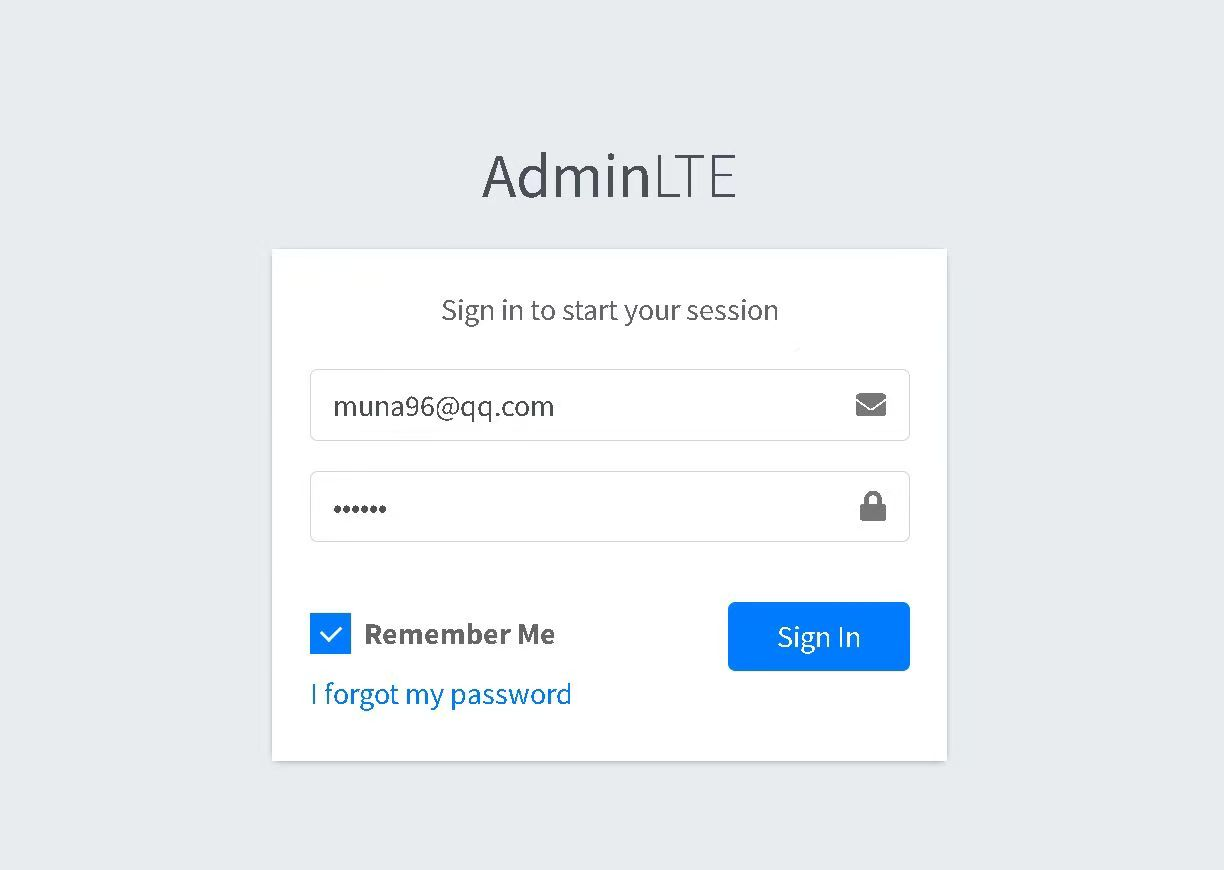 AdminLTE
Sign in to start your session
muna96@qq.com
••••••
Remember Me
Sign In
I forgot my password